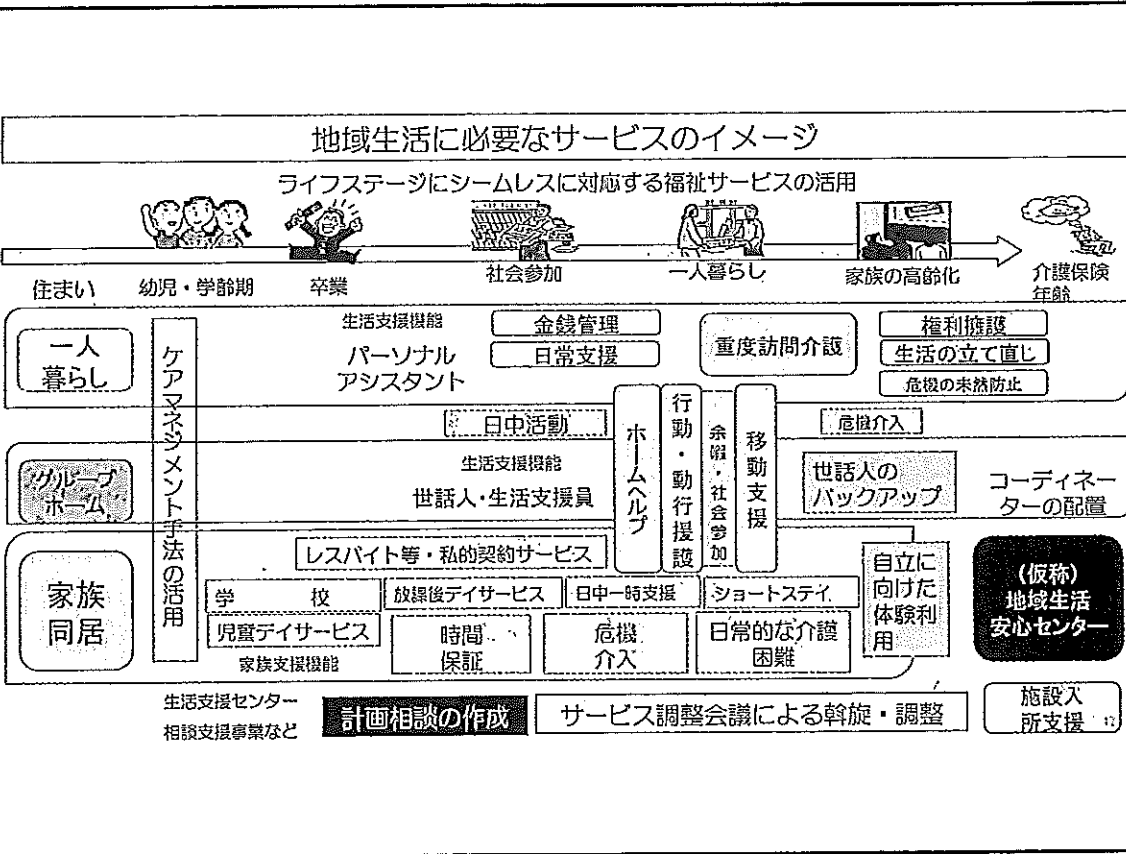 地域生活に必要なサービスのイメージ
ライフステージにシームレスに対応する福祉サービスの活用
住まい
幼児・学齢期
卒業
社会参加
一人暮らし
家族の高齢化
介護保険
年齢
一人
暮らし
ケアマネジメント手法の活用
生活支援機能
パーソナル
アシスタント
金銭管理
日常支援
重度訪問介護
権利擁護
生活の立て直し
危機の未然防止
日中活動
ホームヘルプ
行動・動行援護
余暇・社会参加
移動支援
危機介入
グループ
ホーム
生活支援機能
世話人・生活支援員
世話人の
バックアップ
コーディネー
ターの配置
家族
同居
レスパイト等・私的契約サービス
学 校
放課後デイサービス
日中一時支援
ショートステイ
児童デイサービス
家族支援機能
時間
保証
危機
介入
日常的な介護
困難
自立に
向けた
体験利
用
(仮称)
地域生活
安心センター
生活支援センター
相談支援事業など
計画相談の作成
サービス調整会議による斡旋・調整
施設入
所支援